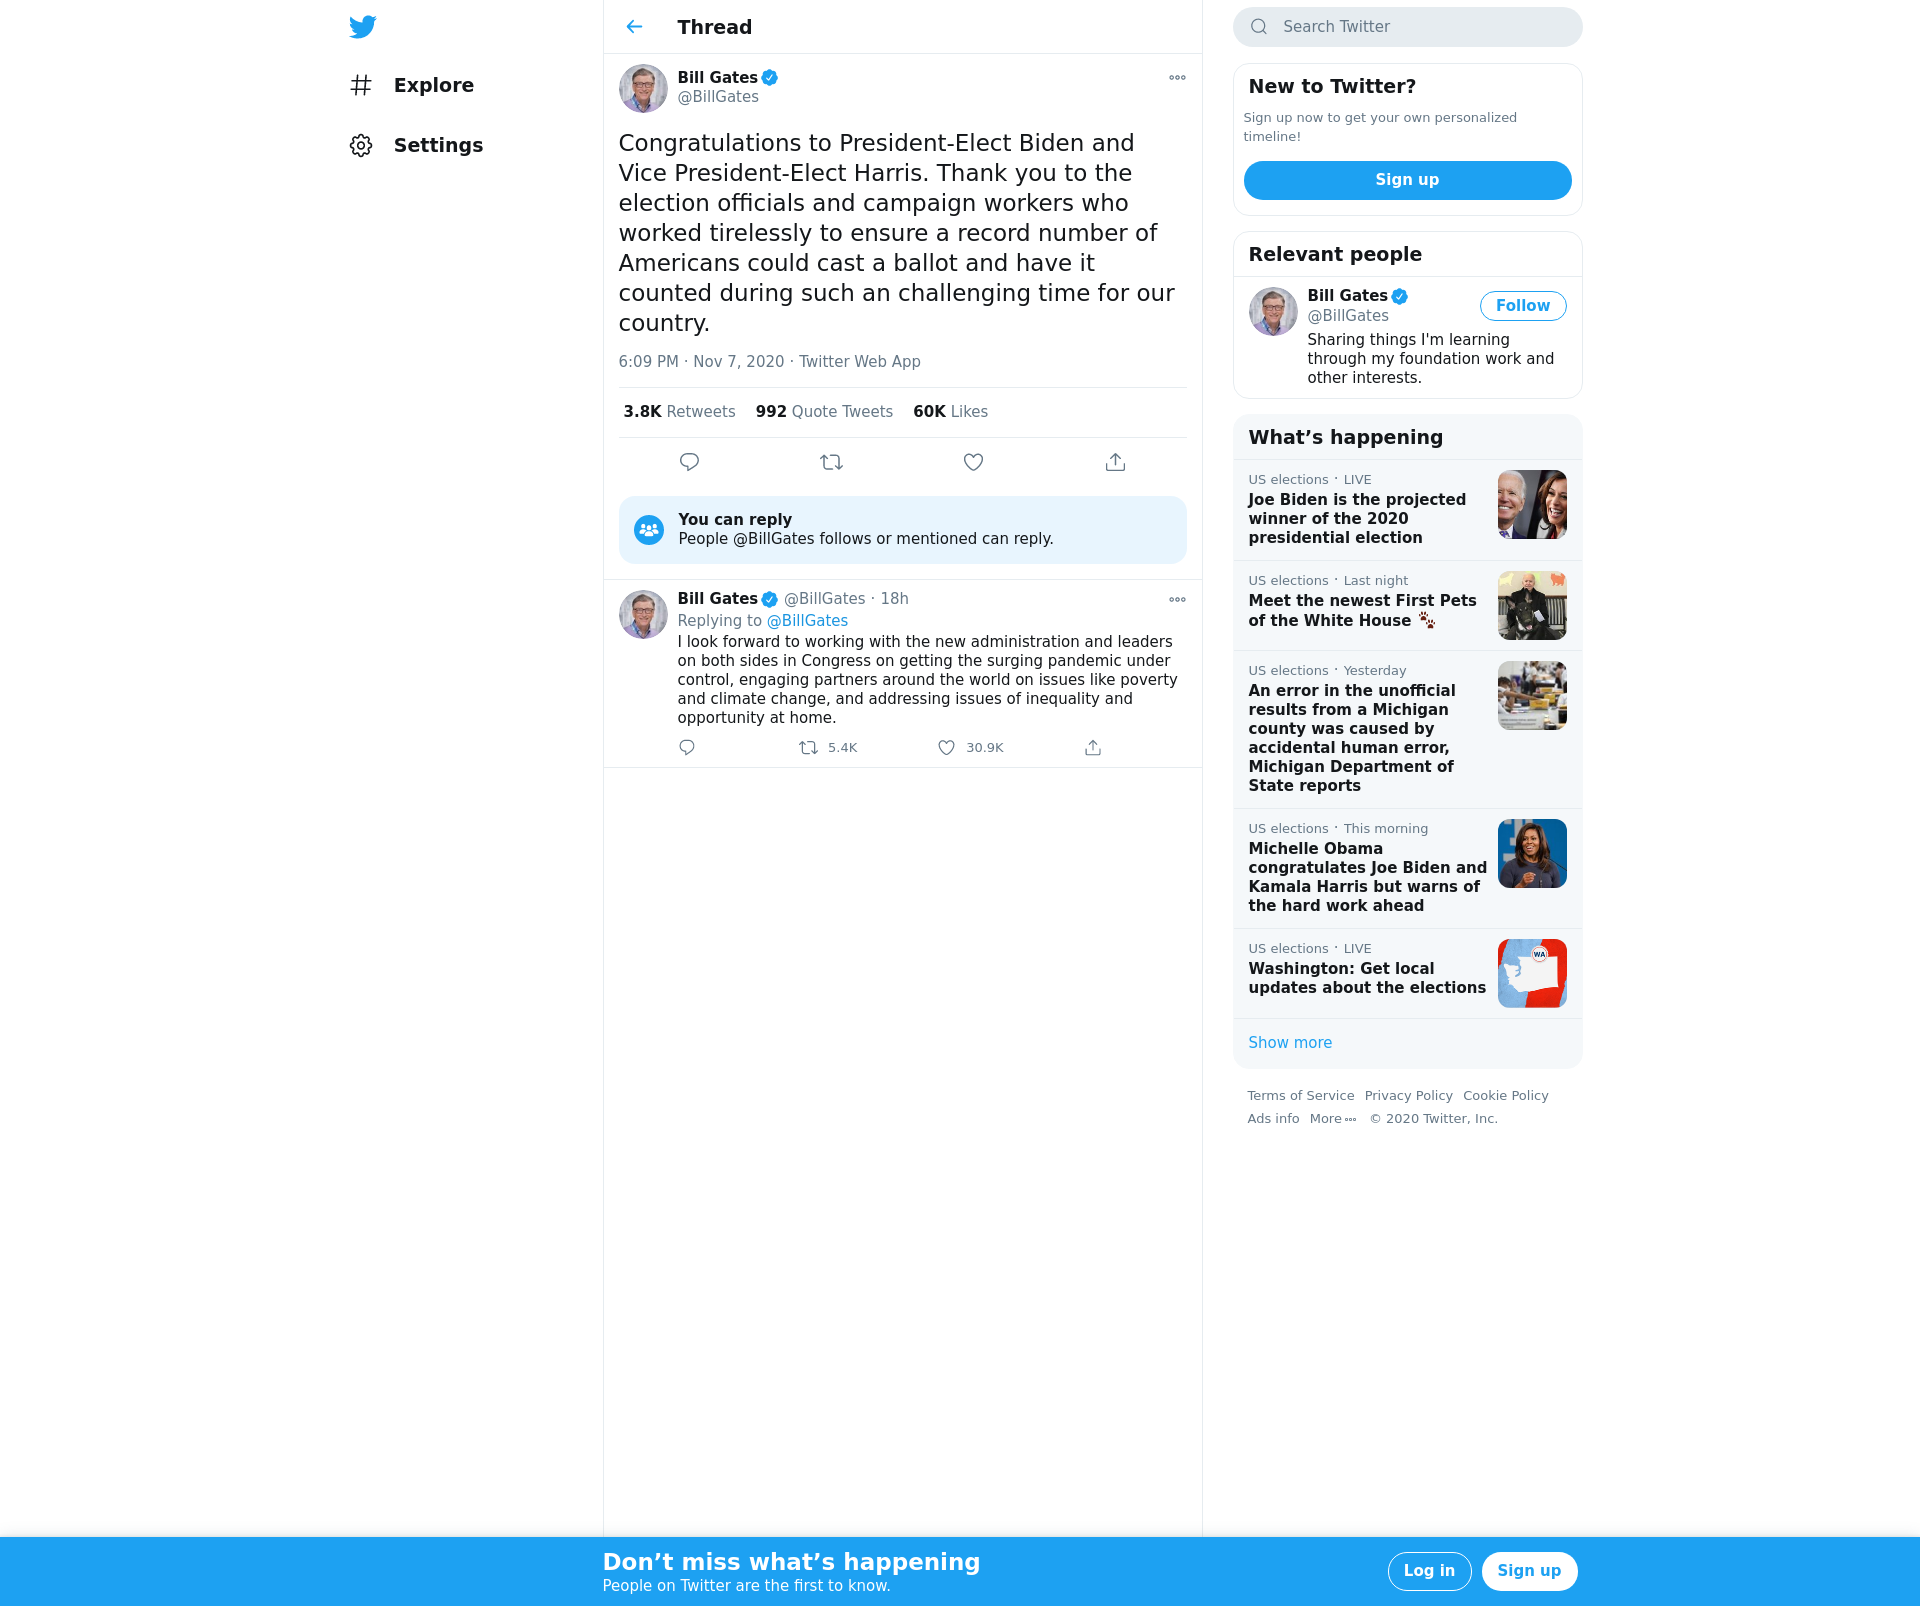 Explore
Settings
Thread
Bill Gates
@BillGates
Congratulations to President-Elect Biden and
Vice President-Elect Harris. Thank you to the
election officials and campaign workers who
worked tirelessly to ensure a record number of
Americans could cast a ballot and have it
counted during such an challenging time for our
country.
6:09 PM · Nov 7, 2020 · Twitter Web App
3.8K Retweets 992 Quote Tweets 60K Likes
You can reply
People @BillGates follows or mentioned can reply.
Bill Gates @BillGates · 18h
Replying to @BillGates
I look forward to working with the new administration and leaders
on both sides in Congress on getting the surging pandemic under
control, engaging partners around the world on issues like poverty
and climate change, and addressing issues of inequality and
opportunity at home.
5.4K 30.9K
Search Twitter
New to Twitter?
Sign up now to get your own personalized
timeline!
Sign up
Relevant people
Bill Gates
@BillGates
Follow
Sharing things I'm learning
through my foundation work and
other interests.
What’s happening
US elections · LIVE
Joe Biden is the projected
winner of the 2020
presidential election
US elections · Last night
Meet the newest First Pets
of the White House 🐾
US elections · Yesterday
An error in the unofficial
results from a Michigan
county was caused by
accidental human error,
Michigan Department of
State reports
US elections · This morning
Michelle Obama
congratulates Joe Biden and
Kamala Harris but warns of
the hard work ahead
US elections · LIVE
Washington: Get local
updates about the elections
WA
Show more
Terms of Service Privacy Policy Cookie Policy
Ads info More © 2020 Twitter, Inc.
Don’t miss what’s happening
People on Twitter are the first to know.
Log in
Sign up